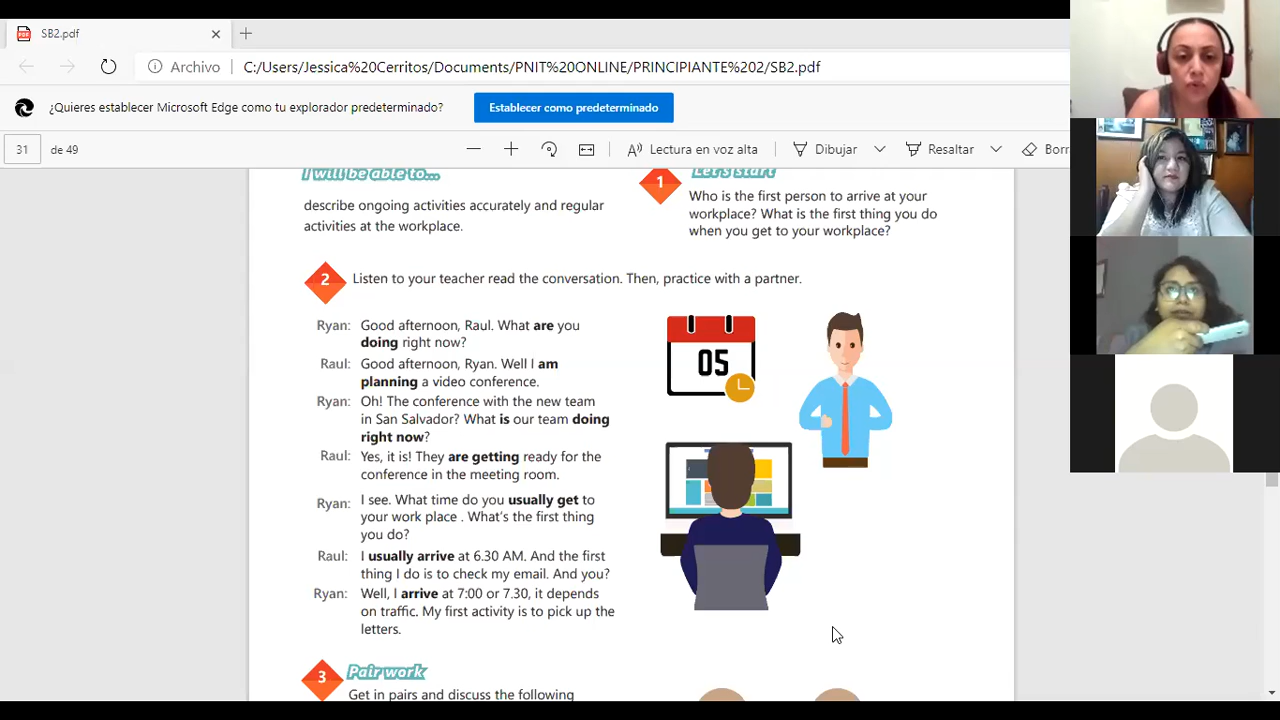 SB2.pdf
Archivo
C:/Users/Jessica%20Cerritos/Documents/PNIT%20ONLINE/PRINCIPIANTE%202/SB2.pdf
¿Quieres establecer Microsoft Edge como tu explorador predeterminado?
Establecer como predeterminado
31 de 49
Lectura en voz alta
Dibujar
Resaltar
Borr
I will be able to...
describe ongoing activities accurately and regular
activities at the workplace.
1 Let's start
Who is the first person to arrive at your
workplace? What is the first thing you do
when you get to your workplace?
2 Listen to your teacher read the conversation. Then, practice with a partner.
Ryan: Good afternoon, Raul. What are you
doing right now?
Raul: Good afternoon, Ryan. Well I am
planning a video conference.
Ryan: Oh! The conference with the new team
in San Salvador? What is our team doing
right now?
Raul: Yes, it is! They are getting ready for the
conference in the meeting room.
Ryan: I see. What time do you usually get to
your work place . What's the first thing
you do?
Raul: I usually arrive at 6.30 AM. And the first
thing I do is to check my email. And you?
Ryan: Well, I arrive at 7:00 or 7.30, it depends
on traffic. My first activity is to pick up the
letters.
05
3 Pair work
Get in pairs and discuss the following